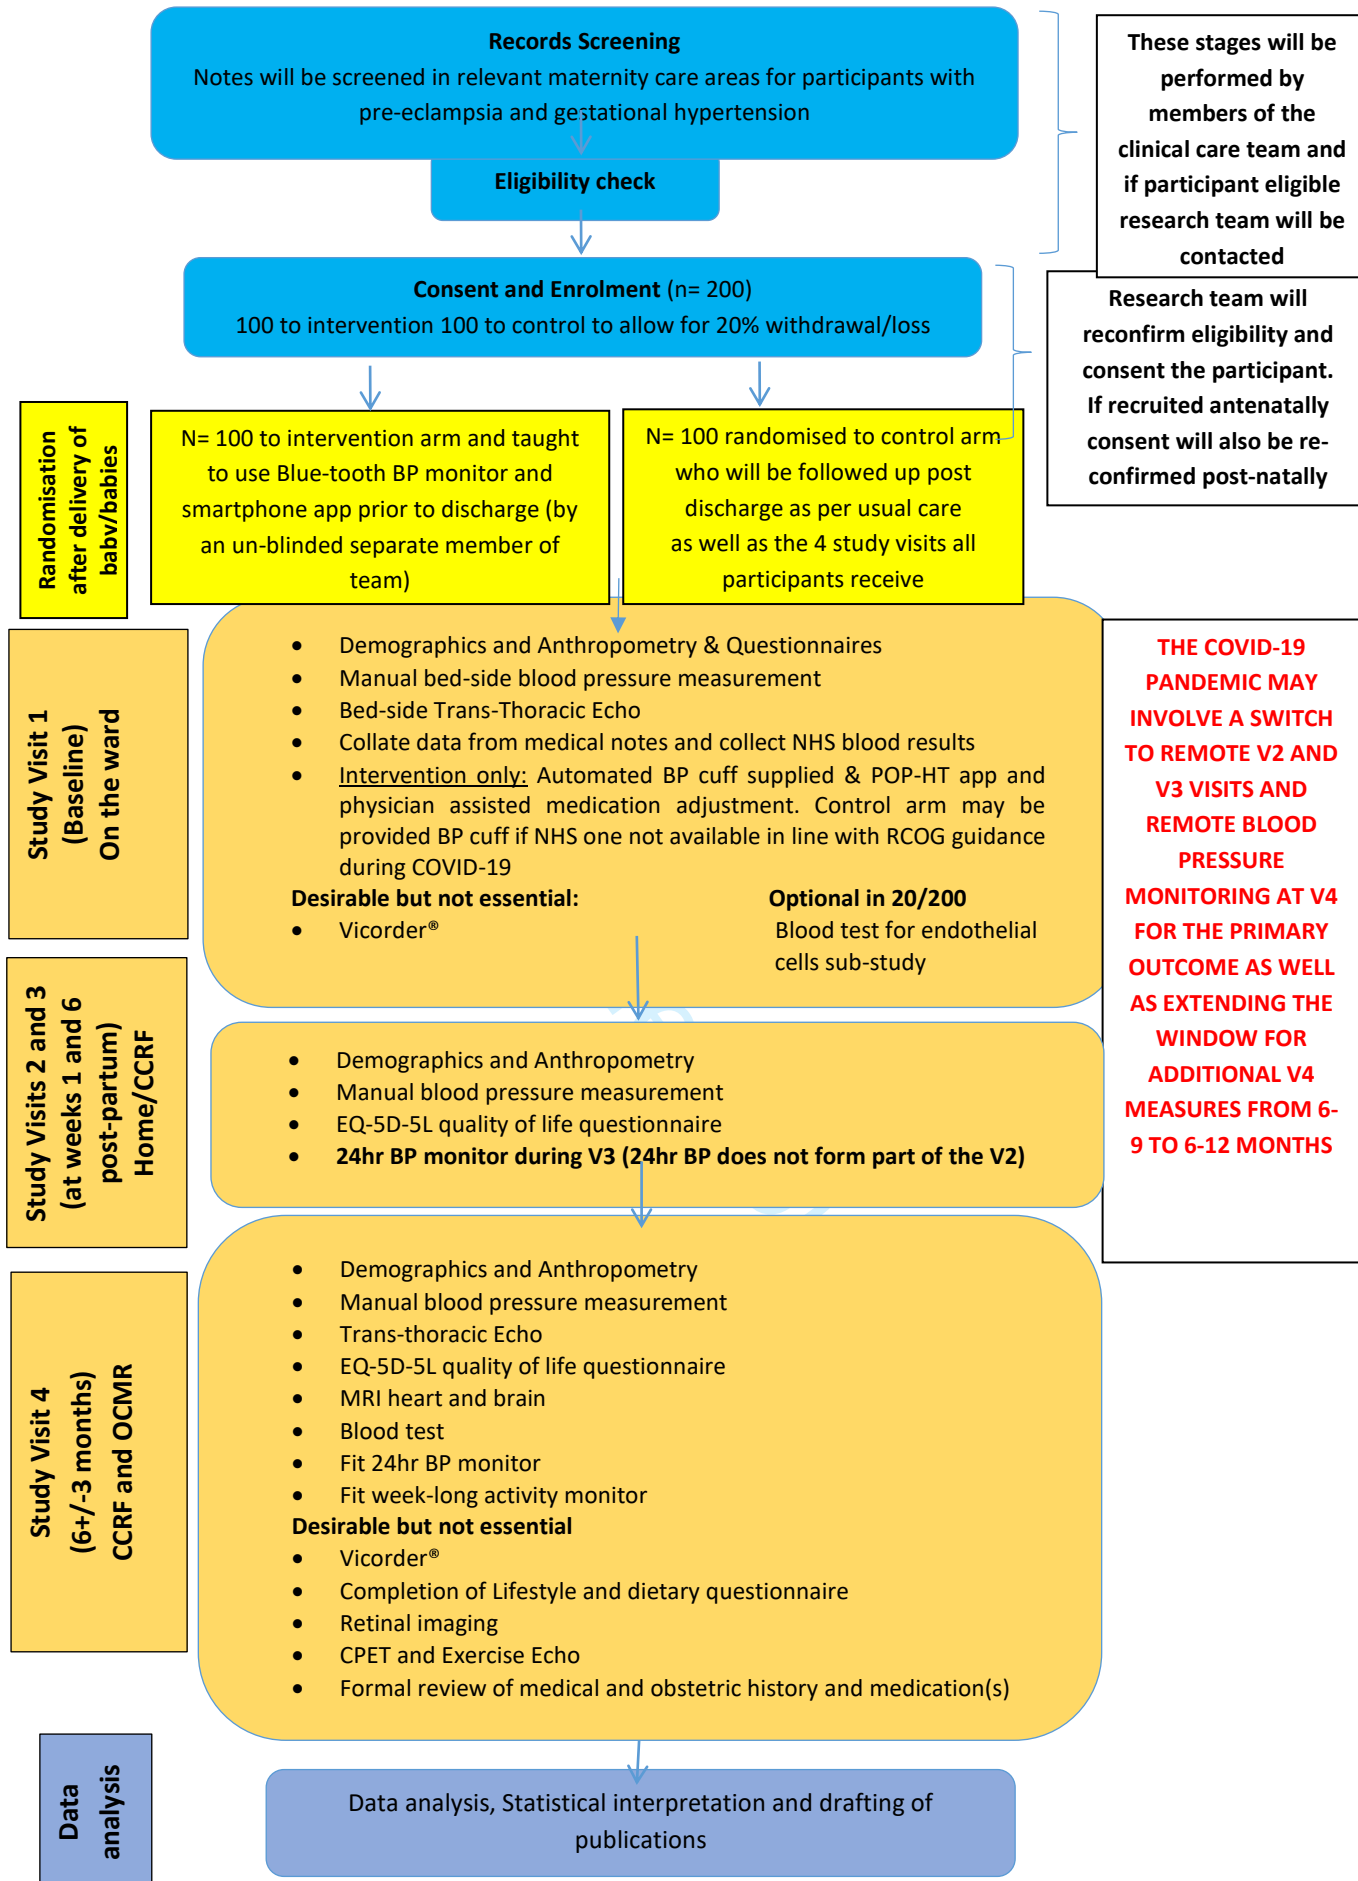 Records Screening
Notes will be screened in relevant maternity care areas for participants with
pre-eclampsia and gestational hypertension
Eligibility check
These stages will be
performed by
members of the
clinical care team and
if participant eligible
research team will be
contacted
Consent and Enrolment (n= 200)
100 to intervention 100 to control to allow for 20% withdrawal/loss
Research team will
reconfirm eligibility and
consent the participant.
If recruited antenatally
consent will also be re-
confirmed post-natally
Randomisation
after delivery of
baby/babies
N= 100 to intervention arm and taught
to use Blue-tooth BP monitor and
smartphone app prior to discharge (by
an un-blinded separate member of
team)
N= 100 randomised to control arm
who will be followed up post
discharge as per usual care
as well as the 4 study visits all
participants receive
Study Visit 1
(Baseline)
On the ward
• Demographics and Anthropometry & Questionnaires
• Manual bed-side blood pressure measurement
• Bed-side Trans-Thoracic Echo
• Collate data from medical notes and collect NHS blood results
• Intervention only: Automated BP cuff supplied & POP-HT app and
physician assisted medication adjustment. Control arm may be
provided BP cuff if NHS one not available in line with RCOG guidance
during COVID-19
Desirable but not essential:
• Vicorder®
Optional in 20/200
Blood test for endothelial
cells sub-study
THE COVID-19
PANDEMIC MAY
INVOLVE A SWITCH
TO REMOTE V2 AND
V3 VISITS AND
REMOTE BLOOD
PRESSURE
MONITORING AT V4
FOR THE PRIMARY
OUTCOME AS WELL
AS EXTENDING THE
WINDOW FOR
ADDITIONAL V4
MEASURES FROM 6-
9 TO 6-12 MONTHS
Study Visits 2 and 3
(at weeks 1 and 6
post-partum)
Home/CCRF
• Demographics and Anthropometry
• Manual blood pressure measurement
• EQ-5D-5L quality of life questionnaire
• 24hr BP monitor during V3 (24hr BP does not form part of the V2)
Study Visit 4
(6+/-3 months)
CCRF and OCMR
• Demographics and Anthropometry
• Manual blood pressure measurement
• Trans-thoracic Echo
• EQ-5D-5L quality of life questionnaire
• MRI heart and brain
• Blood test
• Fit 24hr BP monitor
• Fit week-long activity monitor
Desirable but not essential
• Vicorder®
• Completion of Lifestyle and dietary questionnaire
• Retinal imaging
• CPET and Exercise Echo
• Formal review of medical and obstetric history and medication(s)
Data
analysis
Data analysis, Statistical interpretation and drafting of
publications